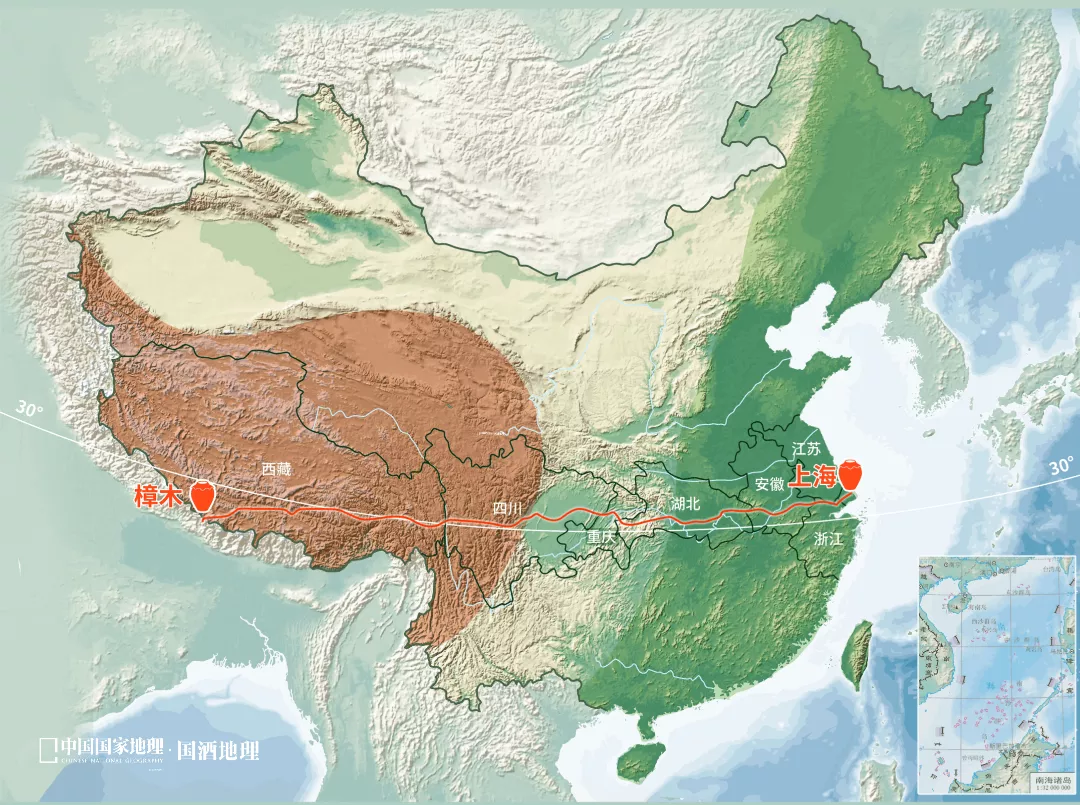 30°
30°
江苏
上海
安徽
西藏
樟木
四川
湖北
重庆
浙江
中国国家地理·国酒地理
CHINESE NATIONAL GEOGRAPHY
南海诸岛
1:32 000 000